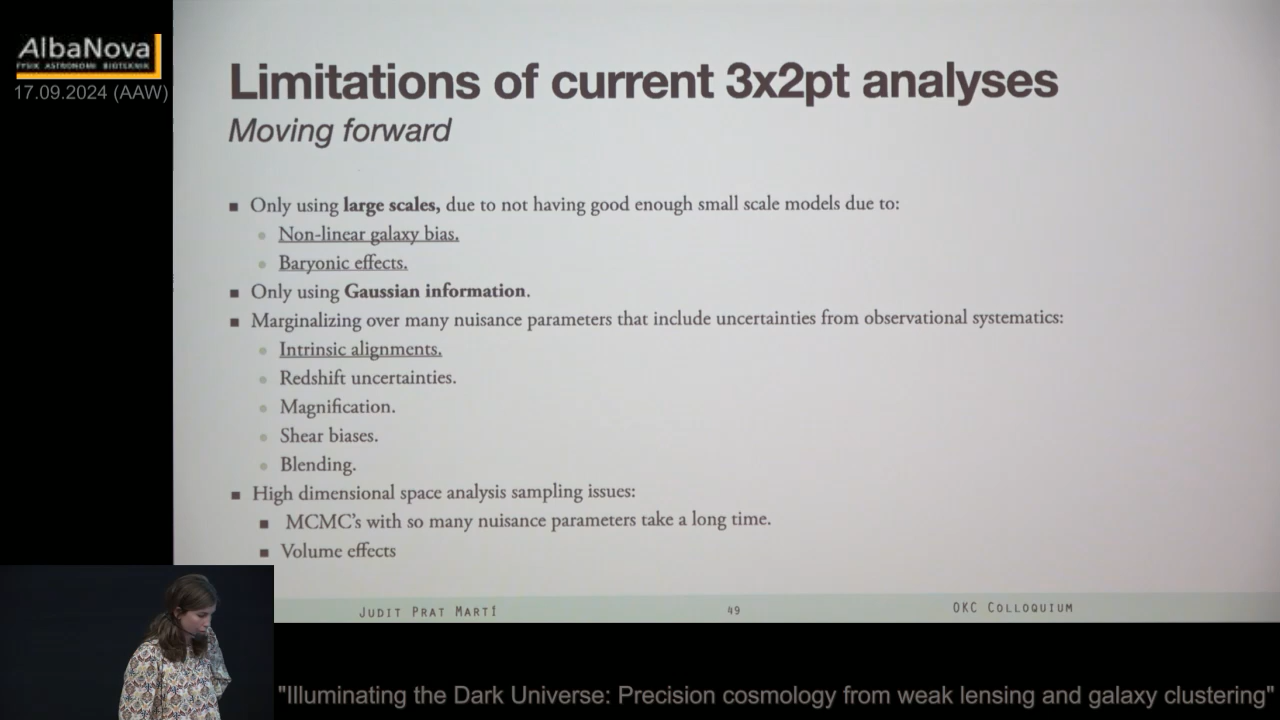 AlbaNova
FYSIK ASTRONOMI BIOTEKNIK
17.09.2024 (AAW)
Limitations of current 3x2pt analyses
Moving forward
Only using large scales, due to not having good enough small scale models due to:
Non-linear galaxy bias.
Baryonic effects.
Only using Gaussian information.
Marginalizing over many nuisance parameters that include uncertainties from observational systematics:
Intrinsic alignments.
Redshift uncertainties.
Magnification.
Shear biases.
Blending.
High dimensional space analysis sampling issues:
MCMC's with so many nuisance parameters take a long time.
Volume effects
Judit Prat Martí
49
OKC Colloquium
"Illuminating the Dark Universe: Precision cosmology from weak lensing and galaxy clustering"